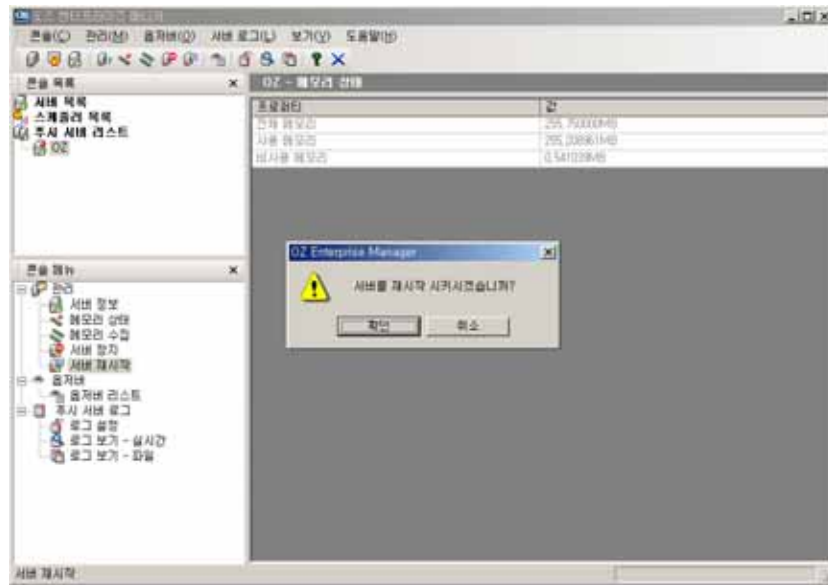 오즈 엔터프라이즈 매니저
콘솔(C) 관리(M) 옵저버(O) 서버 로그(L) 보기(V) 도움말(H)
콘솔 목록
서버 목록
스케줄러 목록
푸시 서버 리스트
OZ
OZ - 메모리 상태
프로퍼티 값
전체 메모리 255,750000MB
사용 메모리 255,208961MB
비사용 메모리 0,541039MB
OZ Enterprise Manager
서버를 재시작 시키시겠습니까?
확인 취소
콘솔 메뉴
관리
서버 정보
메모리 상태
메모리 수집
서버 정지
서버 재시작
옵저버
옵저버 리스트
푸시 서버 로그
로그 설정
로그 보기 - 실시간
로그 보기 - 파일
서버 재시작